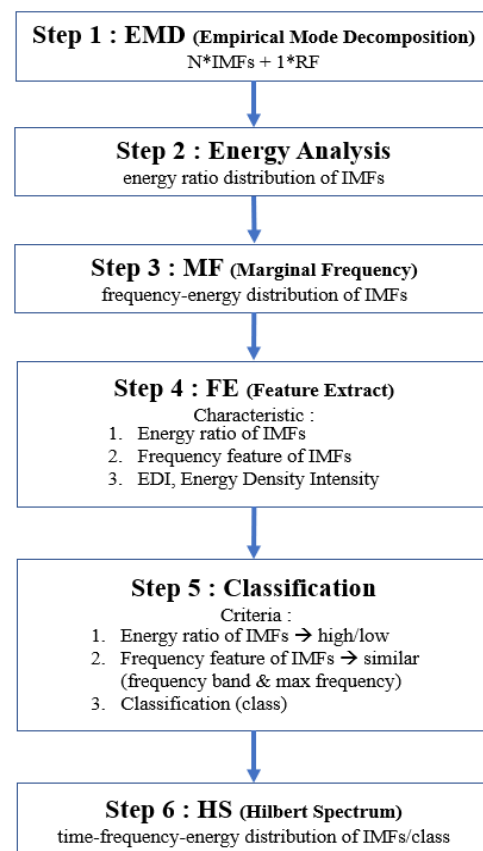 Step 1 : EMD (Empirical Mode Decomposition)
N*IMFs + 1*RF
Step 2 : Energy Analysis
energy ratio distribution of IMFs
Step 3 : MF (Marginal Frequency)
frequency-energy distribution of IMFs
Step 4 : FE (Feature Extract)
Characteristic :
1. Energy ratio of IMFs
2. Frequency feature of IMFs
3. EDI, Energy Density Intensity
Step 5 : Classification
Criteria :
1. Energy ratio of IMFs → high/low
2. Frequency feature of IMFs → similar
(frequency band & max frequency)
3. Classification (class)
Step 6 : HS (Hilbert Spectrum)
time-frequency-energy distribution of IMFs/class